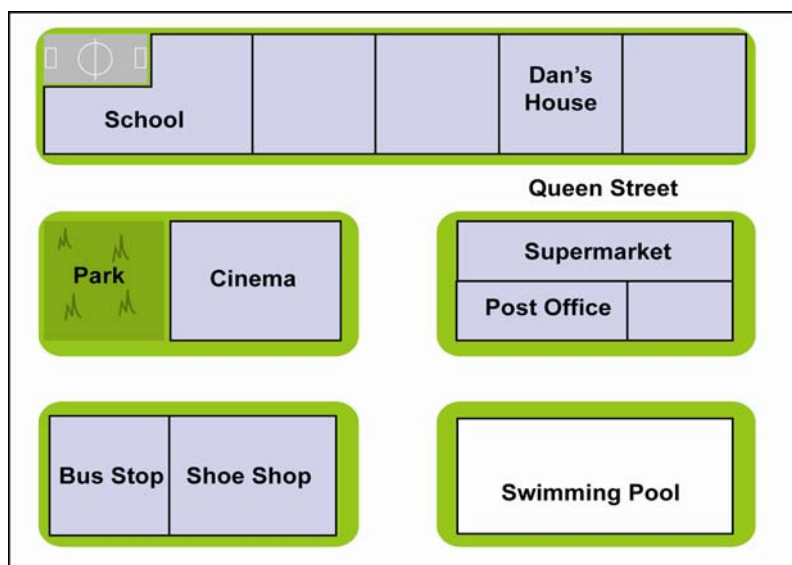 Dan's
House
School
Queen Street
Supermarket
Park
Cinema
Post Office
Bus Stop
Shoe Shop
Swimming Pool